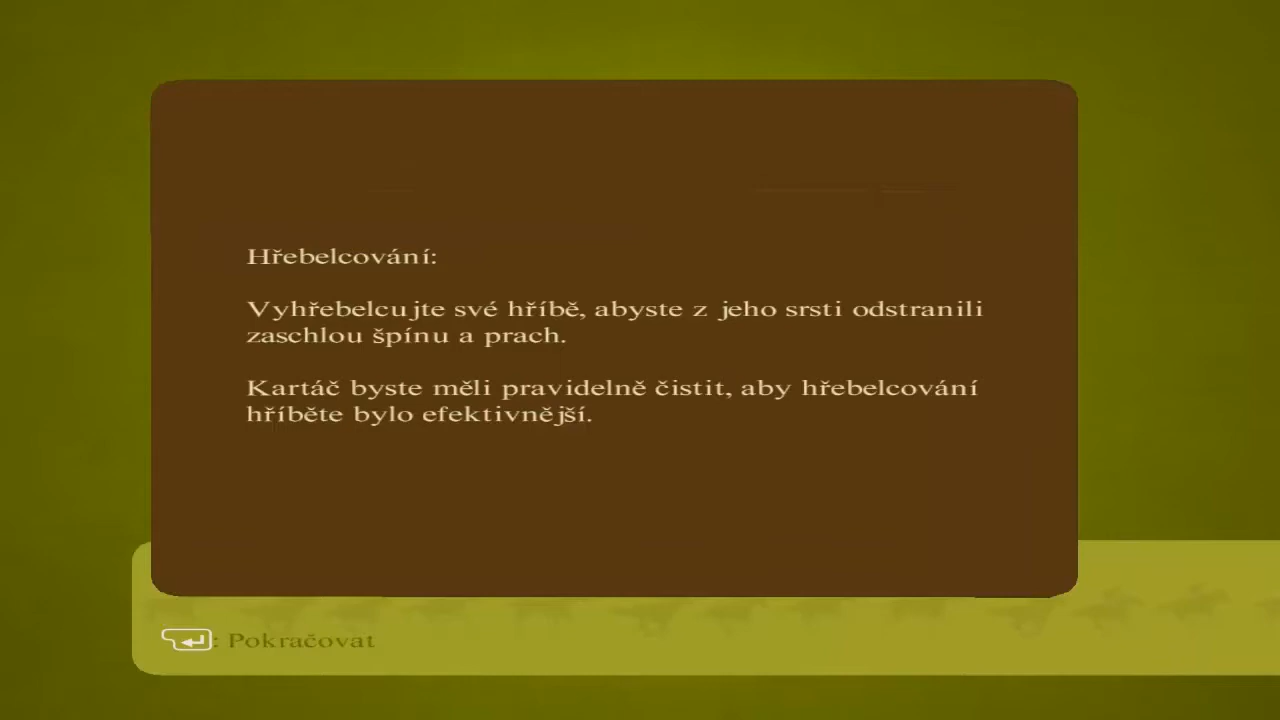 Hřebelcování:
Vyhřebelcujte své hříbě, abyste z jeho srsti odstranili
zaschlou špínu a prach.
Kartáč byste měli pravidelně čistit, aby hřebelcování
hříběte bylo efektivnější.
: Pokračovat